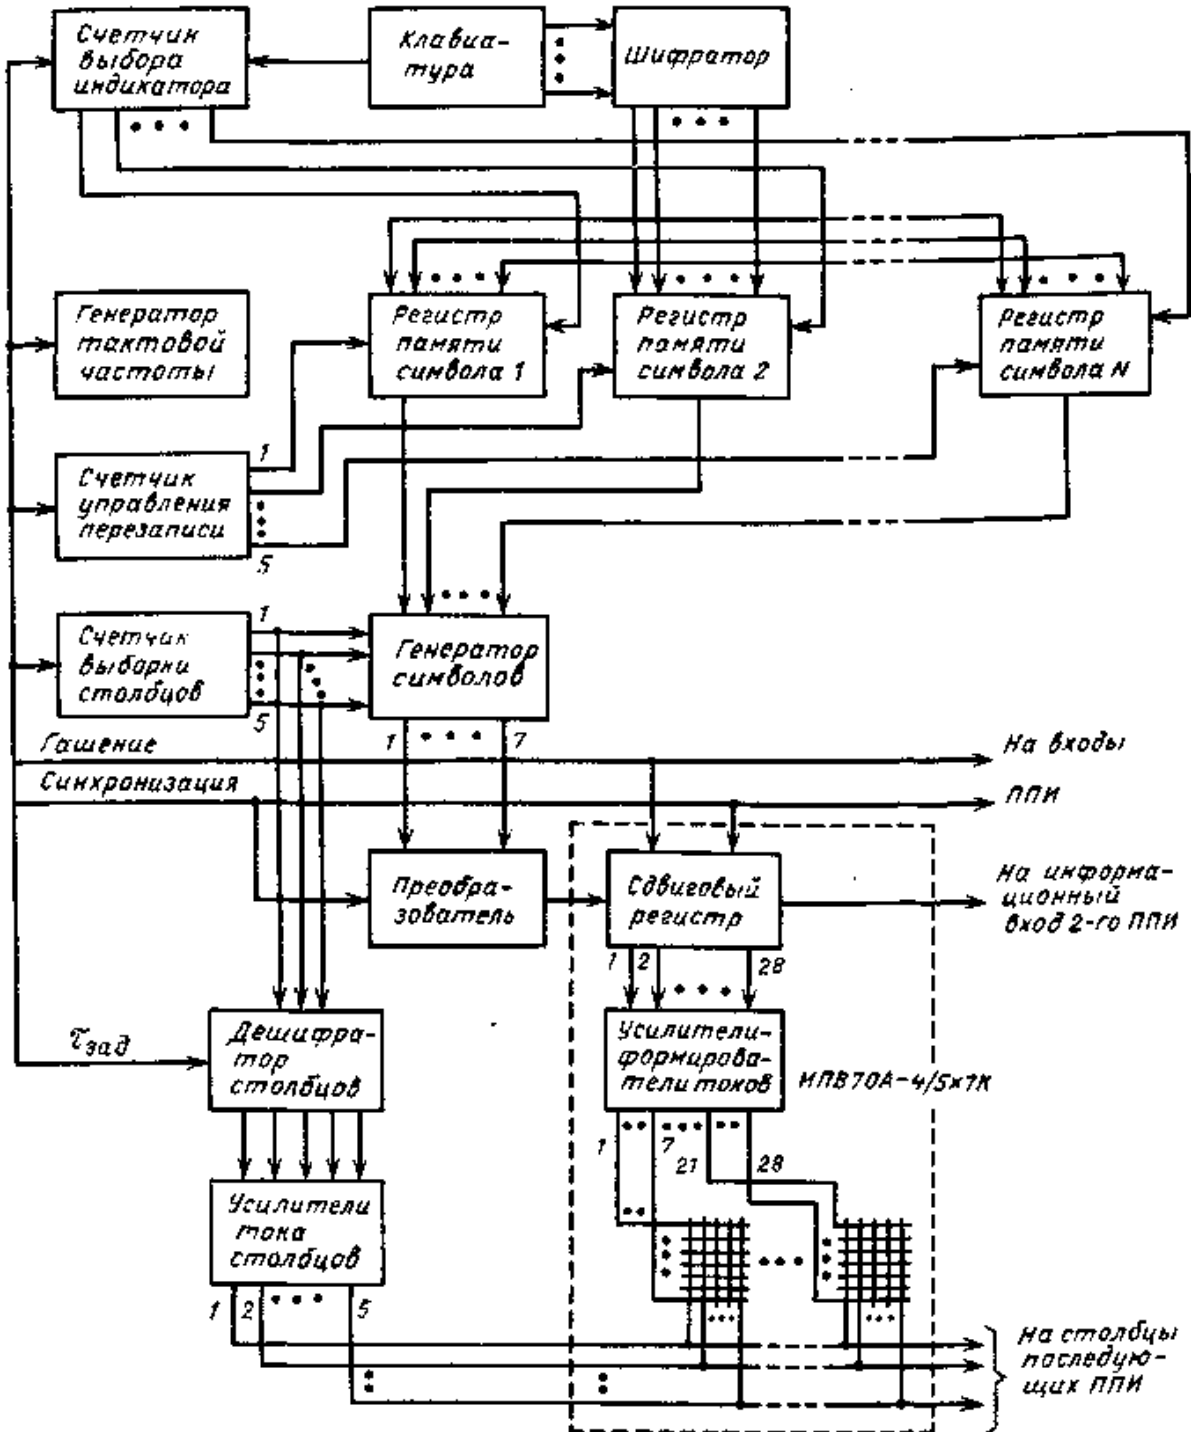 Счетчик
выбора
индикатора
Клавиа-
тура
Шифратор
Генератор
тактовой
частоты
Регистр
памяти
символа 1
Регистр
памяти
символа 2
Регистр
памяти
символа N
Счетчик
управления
перезаписи
1
5
Счетчик
выборки
столбцов
1
5
Генератор
символов
1
7
Гашение
На входы
Синхронизация
ППИ
Преобра-
зователь
Сдвиговый
регистр
На информа-
ционный
вход 2-го ППИ
1
2
28
τзад
Дешифра-
тор
столбцов
Усилители-
формирова-
тели токов
ИПВ70А-4/5×7К
1
7
21
28
Усилители
тока
столбцов
1
2
5
На столбцы
последую-
щих ППИ